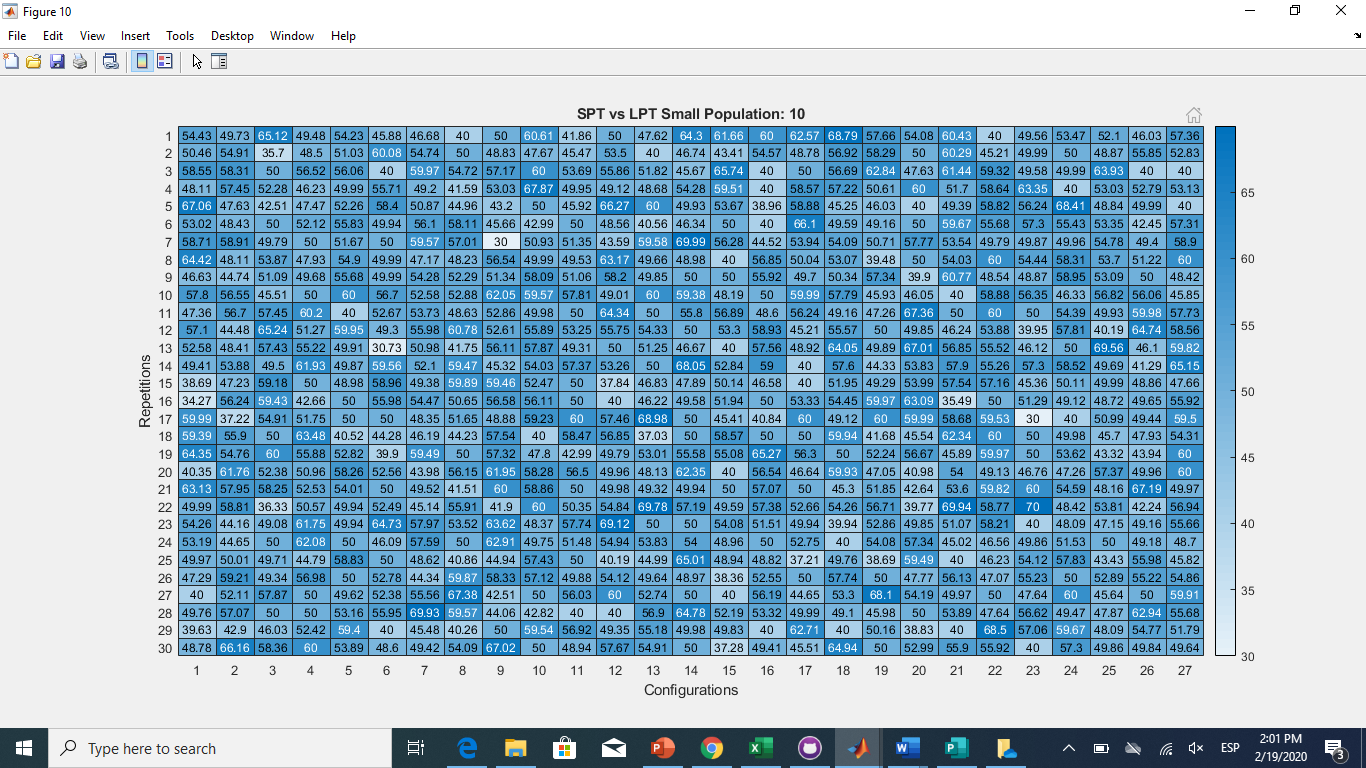 Figure 10
File Edit View Insert Tools Desktop Window Help
SPT vs LPT Small Population: 10
1 54.43 49.73 65.12 49.48 54.23 45.88 46.68 40 50 60.61 41.86 50 47.62 64.3 61.66 60 62.57 68.79 57.66 54.08 60.43 40 49.56 53.47 52.1 46.03 57.36
2 50.46 54.91 35.7 48.5 51.03 60.08 54.74 50 48.83 47.67 45.47 53.5 40 46.74 43.41 54.57 48.78 56.92 58.29 50 60.29 45.21 49.99 50 48.87 55.85 52.83
3 58.55 58.31 50 56.52 56.06 40 59.97 54.72 57.17 60 53.69 55.86 51.82 45.67 65.74 40 50 56.69 62.84 47.63 61.44 59.32 49.58 49.99 63.93 40 40
4 48.11 57.45 52.28 46.23 49.99 55.71 49.2 41.59 53.03 67.87 49.95 49.12 48.68 54.28 59.51 40 58.57 57.22 50.61 60 51.7 58.64 63.35 40 53.03 52.79 53.13
5 67.06 47.63 42.51 47.47 52.26 58.4 50.87 44.96 43.2 50 45.92 66.27 60 49.93 53.67 38.96 58.88 45.25 46.03 40 49.39 58.82 56.24 68.41 48.84 49.99 40
6 53.02 48.43 50 52.12 55.83 49.94 56.1 58.11 45.66 42.99 50 48.56 40.56 46.34 50 40 66.1 49.59 49.16 50 59.67 55.68 57.3 55.43 53.35 42.45 57.31
7 58.71 58.91 49.79 50 51.67 50 59.57 57.01 30 50.93 51.35 43.59 59.58 69.99 56.28 44.52 53.94 54.09 50.71 57.77 53.54 49.79 49.87 49.96 54.78 49.4 58.9
8 64.42 48.11 53.87 47.93 54.9 49.99 47.17 48.23 56.54 49.99 49.53 63.17 49.66 48.98 40 56.85 50.04 53.07 39.48 50 54.03 60 54.44 58.31 53.7 51.22 60
9 46.63 44.74 51.09 49.68 55.68 49.99 54.28 52.29 51.34 58.09 51.06 58.2 49.85 50 50 55.92 49.7 50.34 57.34 39.9 60.77 48.54 48.87 58.95 53.09 50 48.42
10 57.8 56.55 45.51 50 60 56.7 52.58 52.88 62.05 59.57 57.81 49.01 60 59.38 48.19 50 59.99 57.79 45.93 46.05 40 58.88 56.35 46.33 56.82 56.06 45.85
11 47.36 56.7 57.45 60.2 40 52.67 53.73 48.63 52.86 49.98 50 64.34 50 55.8 56.89 48.6 56.24 49.16 47.26 67.36 50 60 50 54.39 49.93 59.98 57.73
12 57.1 44.48 65.24 51.27 59.95 49.3 55.98 60.78 52.61 55.89 53.25 55.75 54.33 50 53.3 58.93 45.21 55.57 50 49.85 46.24 53.88 39.95 57.81 40.19 64.74 58.56
13 52.58 48.41 57.43 55.22 49.91 30.73 50.98 41.75 56.11 57.87 49.31 50 51.25 46.67 40 57.56 48.92 64.05 49.89 67.01 56.85 55.52 46.12 50 69.56 46.1 59.82
14 49.41 53.88 49.5 61.93 49.87 59.56 52.1 59.47 45.32 54.03 57.37 53.26 50 68.05 52.84 59 40 57.6 44.33 53.83 57.9 55.26 57.3 58.52 49.69 41.29 65.15
15 38.69 47.23 59.18 50 48.98 58.96 49.38 59.89 59.46 52.47 50 37.84 46.83 47.89 50.14 46.58 40 51.95 49.29 53.99 57.54 57.16 45.36 50.11 49.99 48.86 47.66
16 34.27 56.24 59.43 42.66 50 55.98 54.47 50.65 56.58 56.11 50 40 46.22 49.58 51.94 50 53.33 54.45 59.97 63.09 35.49 50 51.29 49.12 48.72 49.65 55.92
17 59.99 37.22 54.91 51.75 50 50 48.35 51.65 48.88 59.23 60 57.46 68.98 50 45.41 40.84 60 49.12 60 59.99 58.68 59.53 30 40 50.99 49.44 59.5
18 59.39 55.9 50 63.48 40.52 44.28 46.19 44.23 57.54 40 58.47 56.85 37.03 50 58.57 50 50 59.94 41.68 45.54 62.34 60 50 49.98 45.7 47.93 54.31
19 64.35 54.76 60 55.88 52.82 39.9 59.49 50 57.32 47.8 42.99 49.79 53.01 55.58 55.08 65.27 56.3 50 52.24 56.67 45.89 59.97 50 53.62 43.32 43.94 60
20 40.35 61.76 52.38 50.96 58.26 52.56 43.98 56.15 61.95 58.28 56.5 49.96 48.13 62.35 40 56.54 46.64 59.93 47.05 40.98 54 49.13 46.76 47.26 57.37 49.96 60
21 63.13 57.95 58.25 52.53 54.01 50 49.52 41.51 60 58.86 50 49.98 49.32 49.94 50 57.07 50 45.3 51.85 42.64 53.6 59.82 60 54.59 48.16 67.19 49.97
22 49.99 58.81 36.33 50.57 49.94 52.49 45.14 55.91 41.9 60 50.35 54.84 69.78 57.19 49.59 57.38 52.66 54.26 56.71 39.77 69.94 58.77 70 48.42 53.81 42.24 56.94
23 54.26 44.16 49.08 61.75 49.94 64.73 57.97 53.52 63.62 48.37 57.74 69.12 50 50 54.08 51.51 49.94 39.94 52.86 49.85 51.07 58.21 40 48.09 47.15 49.16 55.66
24 53.19 44.65 50 62.08 50 46.09 57.59 50 62.91 49.75 51.48 54.94 53.83 54 48.96 50 52.75 40 54.08 57.34 45.02 46.56 49.86 51.53 50 49.18 48.7
25 49.97 50.01 49.71 44.79 58.83 50 48.62 40.86 44.94 57.43 50 40.19 44.99 65.01 48.94 48.82 37.21 49.76 38.69 59.49 40 46.23 54.12 57.83 43.43 55.98 45.82
26 47.29 59.21 49.34 56.98 50 52.78 44.34 59.87 58.33 57.12 49.88 54.12 49.64 48.97 38.36 52.55 50 57.74 50 47.77 56.13 47.07 55.23 50 52.89 55.22 54.86
27 40 52.11 57.87 50 49.62 52.38 55.56 67.38 42.51 50 56.03 60 52.74 50 40 56.19 44.65 53.3 68.1 54.19 49.97 50 47.64 60 45.64 50 59.91
28 49.76 57.07 50 50 53.16 55.95 69.93 59.57 44.06 42.82 40 40 56.9 64.78 52.19 53.32 49.99 49.1 45.98 50 53.89 47.64 56.62 49.47 47.87 62.94 55.68
29 39.63 42.9 46.03 52.42 59.4 40 45.48 40.26 50 59.54 56.92 49.35 55.18 49.98 49.83 40 62.71 40 50.16 38.83 40 68.5 57.06 59.67 48.09 54.77 51.79
30 48.78 66.16 58.36 60 53.89 48.6 49.42 54.09 67.02 50 48.94 57.67 54.91 50 37.28 49.41 45.51 64.94 50 52.99 55.9 55.92 40 57.3 49.86 49.84 49.64
1 2 3 4 5 6 7 8 9 10 11 12 13 14 15 16 17 18 19 20 21 22 23 24 25 26 27
Configurations
Repetitions
65
60
55
50
45
40
35
30
Type here to search
ESP
2:01 PM
2/19/2020
3